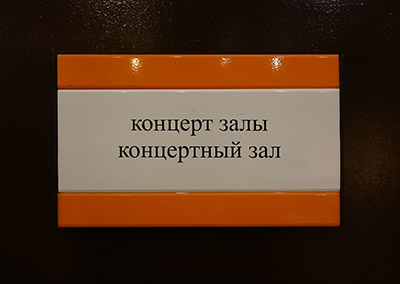 концерт залы
концертный зал